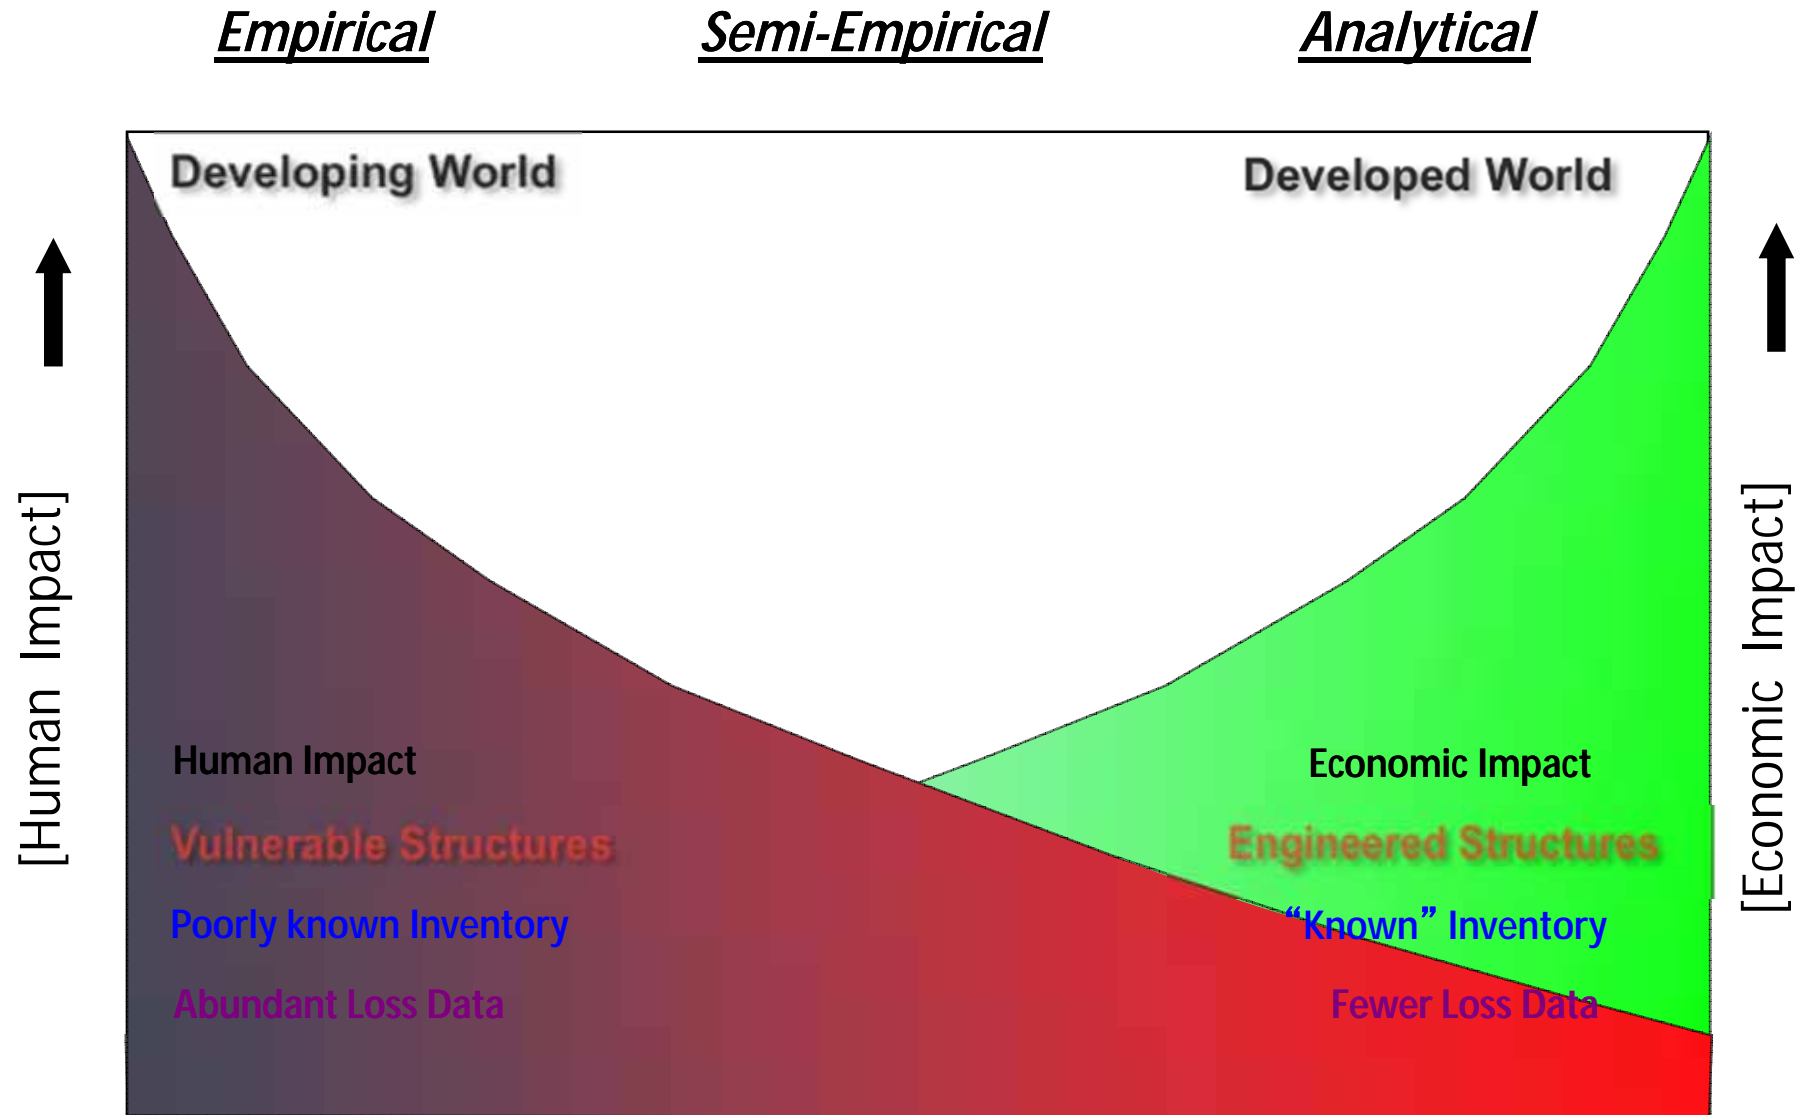 Empirical Semi-Empirical Analytical
Developing World Developed World
[Human Impact]
[Economic Impact]
Human Impact Economic Impact
Vulnerable Structures Engineered Structures
Poorly known Inventory “Known” Inventory
Abundant Loss Data Fewer Loss Data